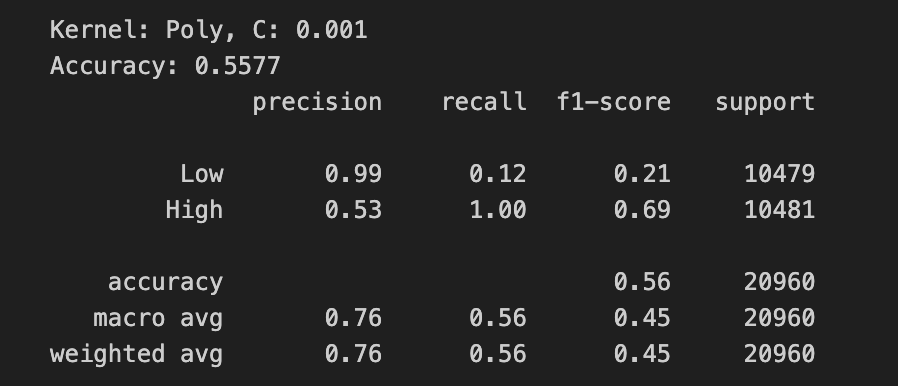 Kernel: Poly, C: 0.001
Accuracy: 0.5577
precision recall f1-score support
Low 0.99 0.12 0.21 10479
High 0.53 1.00 0.69 10481
accuracy 0.56 20960
macro avg 0.76 0.56 0.45 20960
weighted avg 0.76 0.56 0.45 20960